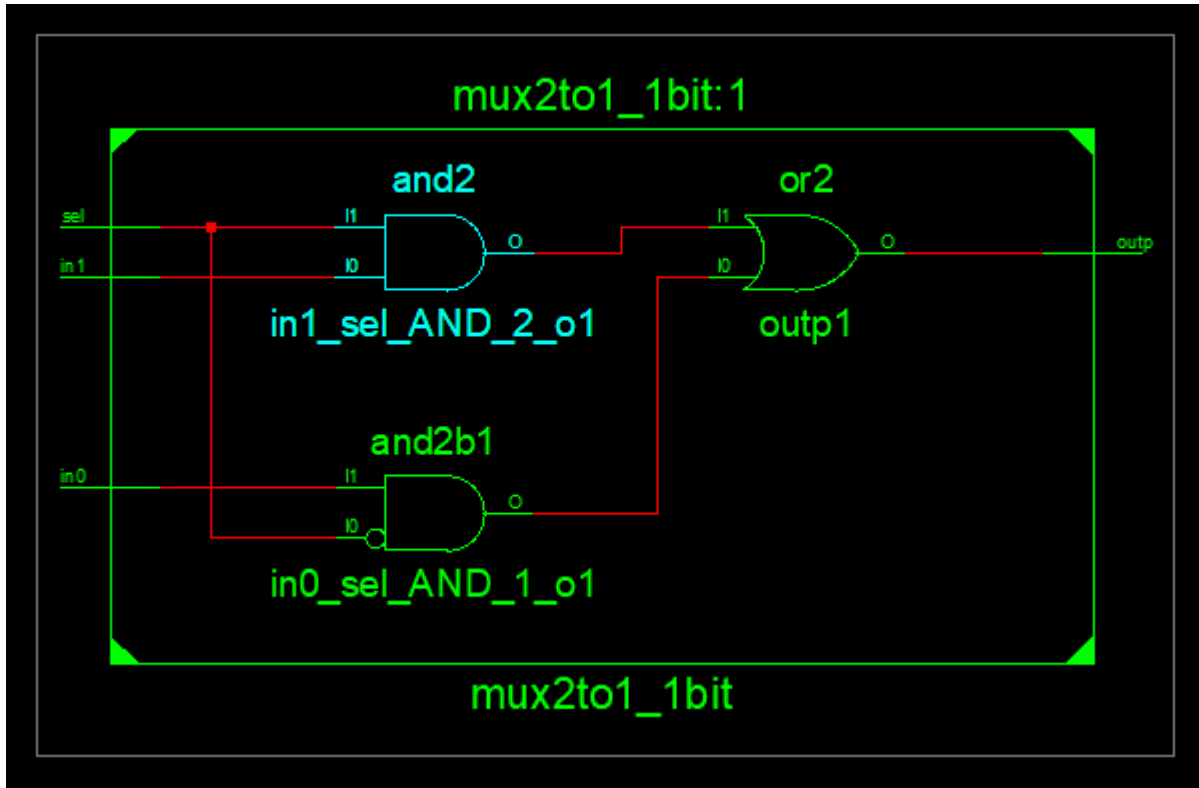 mux2to1_1bit:1
and2
or2
sel
I1
O
I1
O
outp
in1
I0
I0
in1_sel_AND_2_o1
outp1
and2b1
in0
I1
O
I0
in0_sel_AND_1_o1
mux2to1_1bit